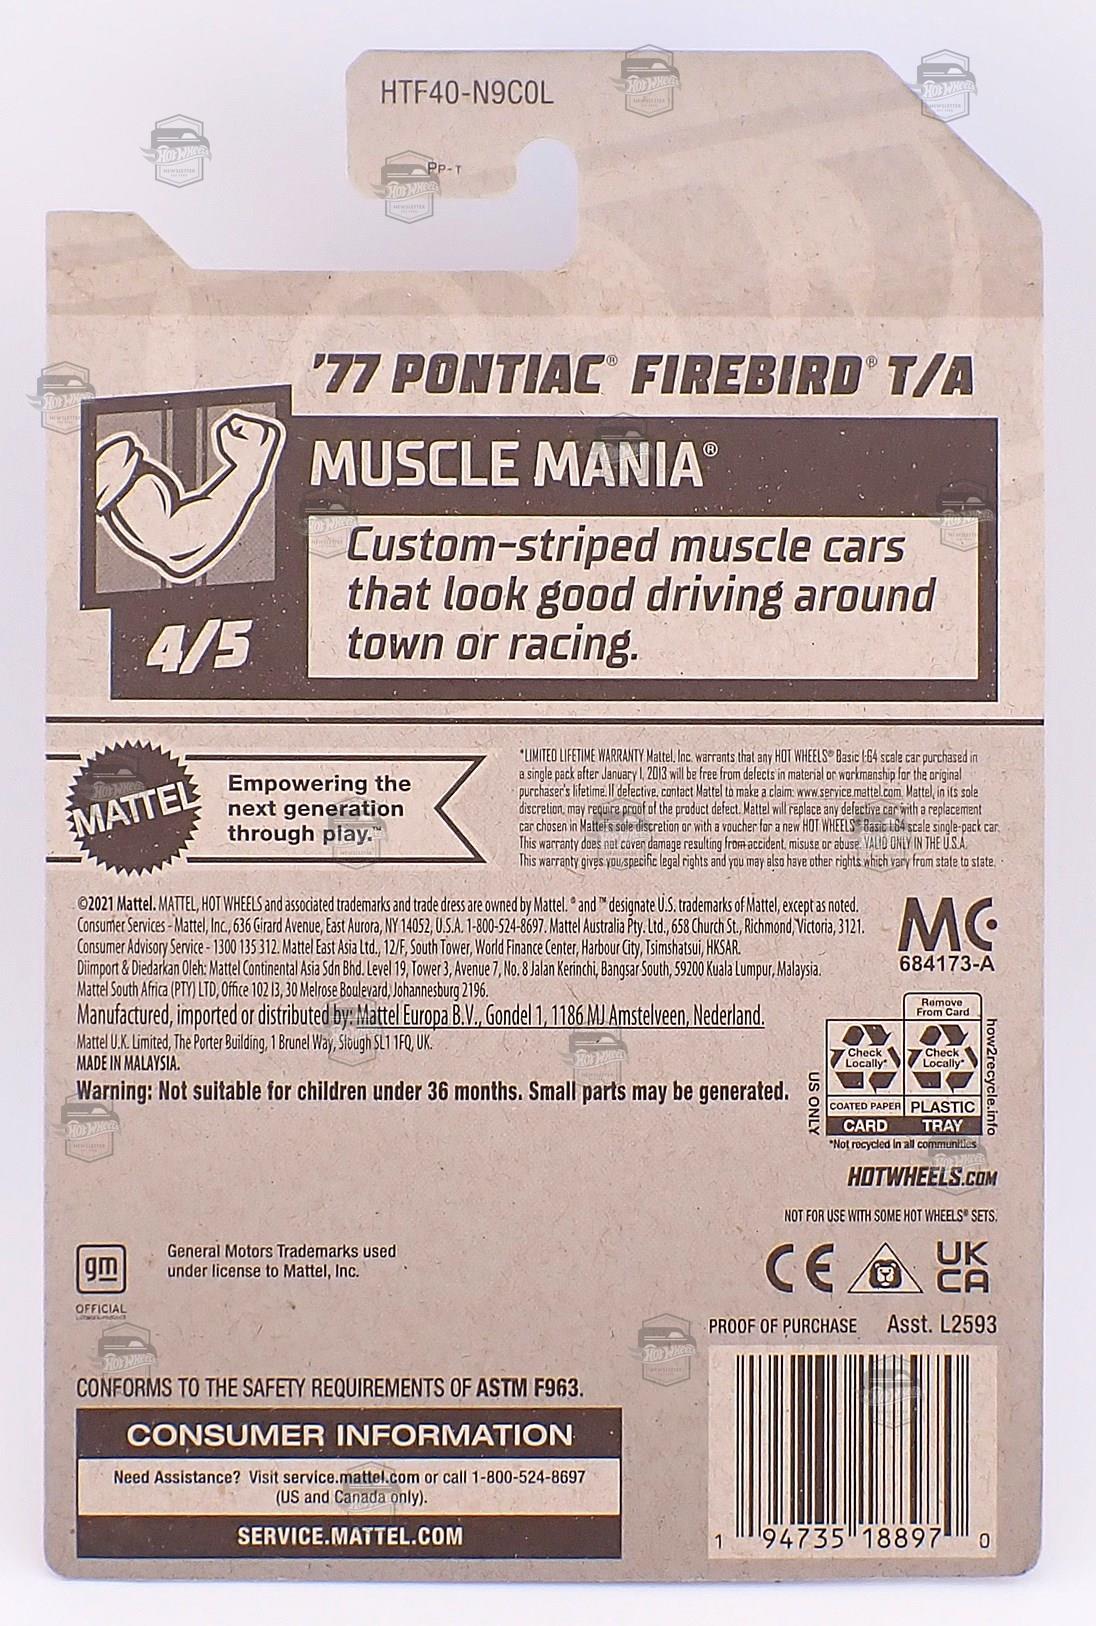 HTF40-N9C0L
PP-T
'77 PONTIAC® FIREBIRD® T/A
MUSCLE MANIA®
Custom-striped muscle cars
that look good driving around
town or racing.
4/5
MATTEL
Empowering the
next generation
through play.™
*LIMITED LIFETIME WARRANTY Mattel, Inc. warrants that any HOT WHEELS® Basic 1:64 scale car purchased in
a single pack after January 1, 2013 will be free from defects in material or workmanship for the original
purchaser's lifetime. If defective, contact Mattel to make a claim: www.service.mattel.com. Mattel, in its sole
discretion, may require proof of the product defect. Mattel will replace any defective car with a replacement
car chosen in Mattel's sole discretion or with a voucher for a new HOT WHEELS® Basic 1:64 scale single-pack car.
This warranty does not cover damage resulting from accident, misuse or abuse. VALID ONLY IN THE U.S.A.
This warranty gives you specific legal rights and you may also have other rights which vary from state to state.
©2021 Mattel. MATTEL, HOT WHEELS and associated trademarks and trade dress are owned by Mattel. ® and ™ designate U.S. trademarks of Mattel, except as noted.
Consumer Services - Mattel, Inc., 636 Girard Avenue, East Aurora, NY 14052, U.S.A. 1-800-524-8697. Mattel Australia Pty. Ltd., 658 Church St., Richmond, Victoria, 3121.
Consumer Advisory Service - 1300 135 312. Mattel East Asia Ltd., 12/F, South Tower, World Finance Center, Harbour City, Tsimshatsui, HKSAR.
Diimport & Diedarkan Oleh: Mattel Continental Asia Sdn Bhd. Level 19, Tower 3, Avenue 7, No. 8 Jalan Kerinchi, Bangsar South, 59200 Kuala Lumpur, Malaysia.
Mattel South Africa (PTY) LTD, Office 102 I3, 30 Melrose Boulevard, Johannesburg 2196.
Manufactured, imported or distributed by: Mattel Europa B.V., Gondel 1, 1186 MJ Amstelveen, Nederland.
Mattel U.K. Limited, The Porter Building, 1 Brunel Way, Slough SL1 1FQ, UK.
MADE IN MALAYSIA.
Warning: Not suitable for children under 36 months. Small parts may be generated.
MC
684173-A
Remove
From Card
Check
Locally*
Check
Locally*
COATED PAPER
PLASTIC
CARD
TRAY
US ONLY
how2recycle.info
*Not recycled in all communities
HOTWHEELS.COM
NOT FOR USE WITH SOME HOT WHEELS® SETS.
gm
OFFICIAL
LICENSED PRODUCT
General Motors Trademarks used
under license to Mattel, Inc.
CE
UK
CA
PROOF OF PURCHASE
Asst. L2593
CONFORMS TO THE SAFETY REQUIREMENTS OF ASTM F963.
CONSUMER INFORMATION
Need Assistance? Visit service.mattel.com or call 1-800-524-8697
(US and Canada only).
SERVICE.MATTEL.COM
1 94735 18897 0
HOT WHEELS
NEWSLETTER